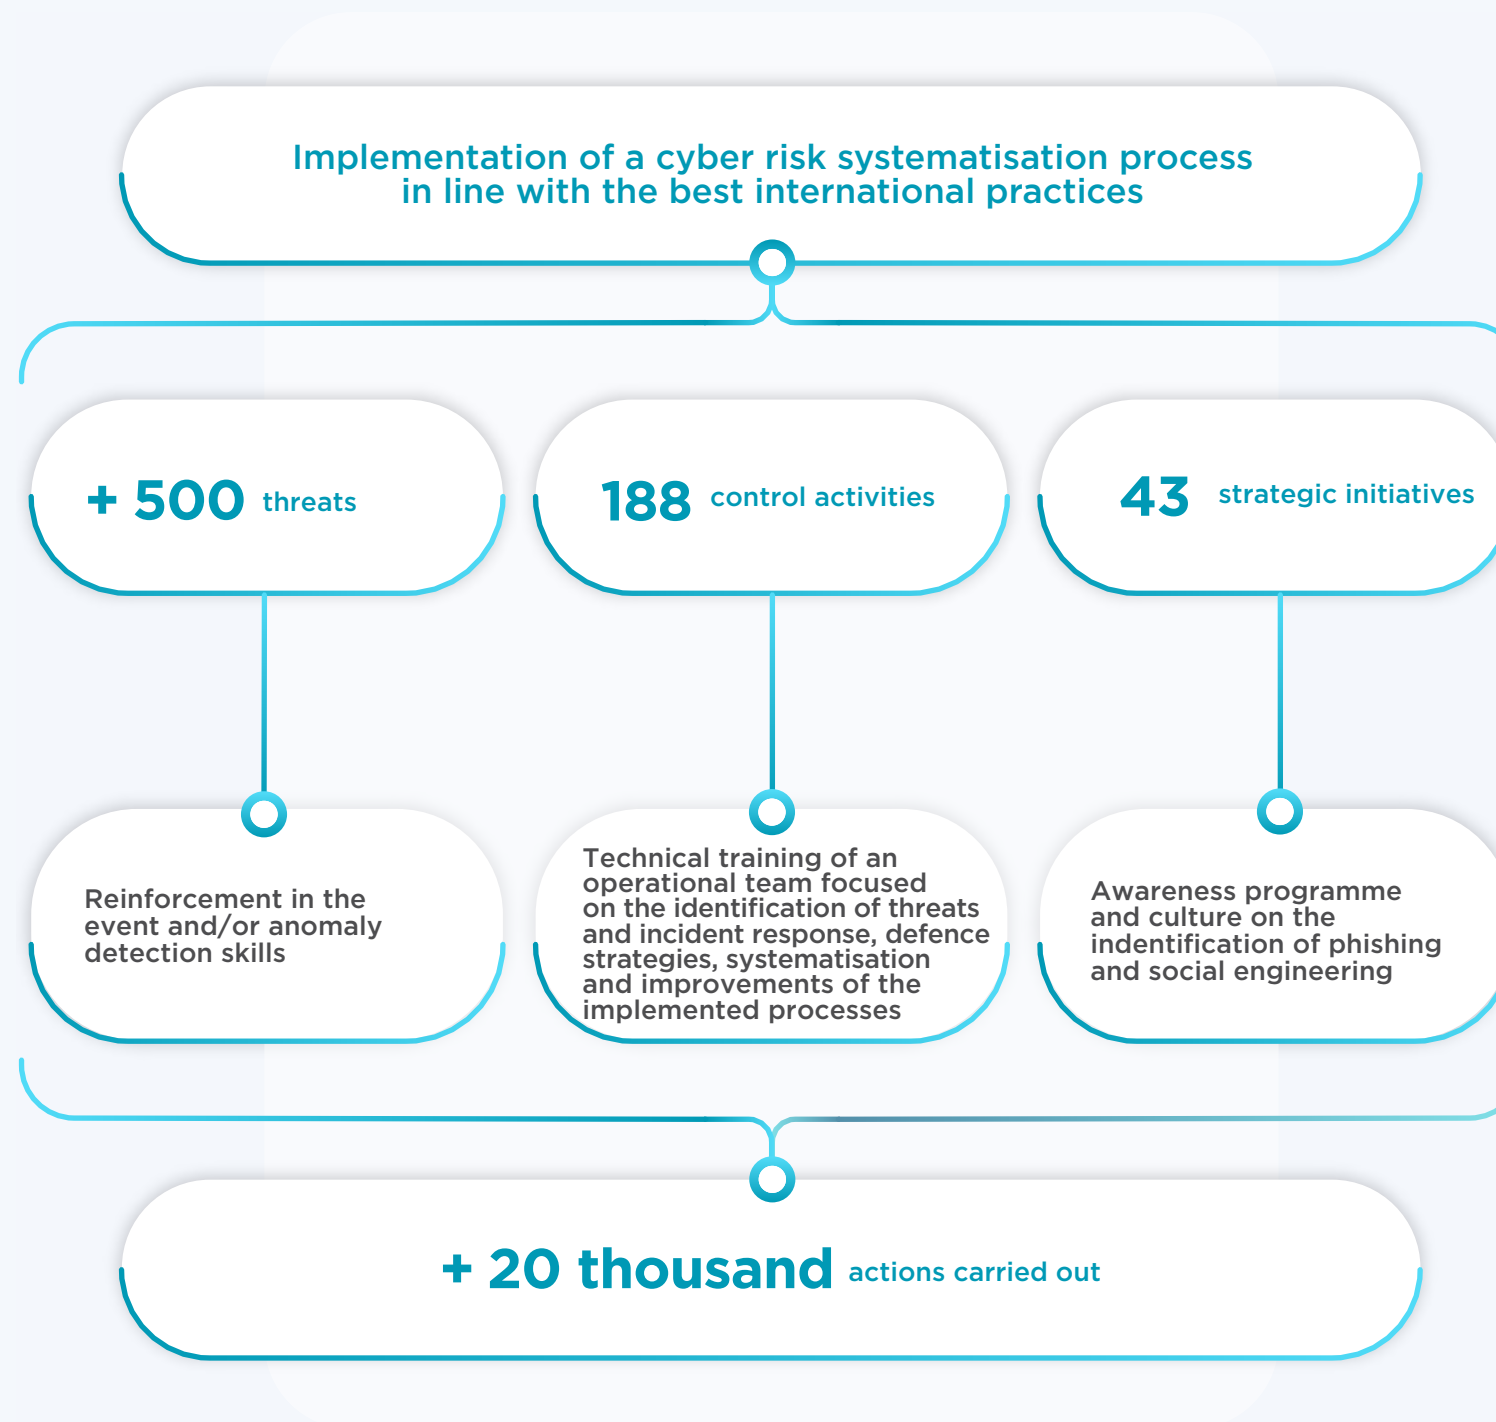 Implementation of a cyber risk systematisation process
in line with the best international practices
+ 500 threats
188 control activities
43 strategic initiatives
Reinforcement in the
event and/or anomaly
detection skills
Technical training of an
operational team focused
on the identification of threats
and incident response, defence
strategies, systematisation
and improvements of the
implemented processes
Awareness programme
and culture on the
indentification of phishing
and social engineering
+ 20 thousand actions carried out